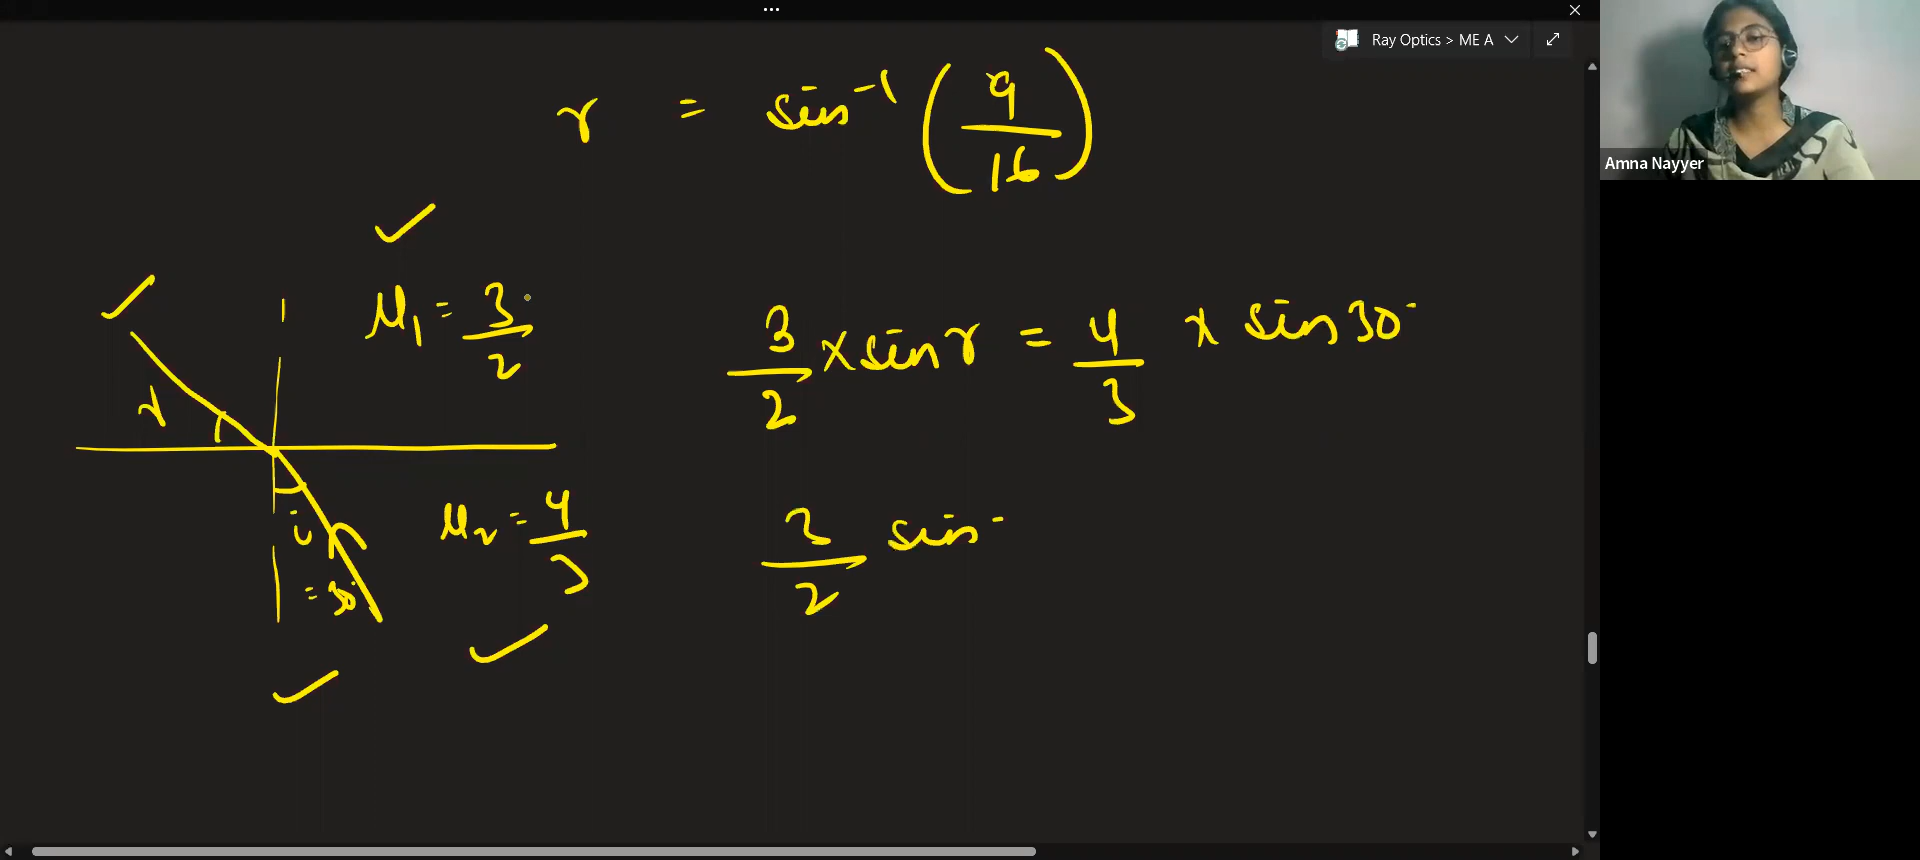 Ray Optics > ME A
r = sin⁻¹ (9/16)
Amna Nayyer
μ₁ = 3/2
3/2 × sin r = 4/3 × sin 30°
r
i = 30°
μ₂ = 4/3
3/2 sin